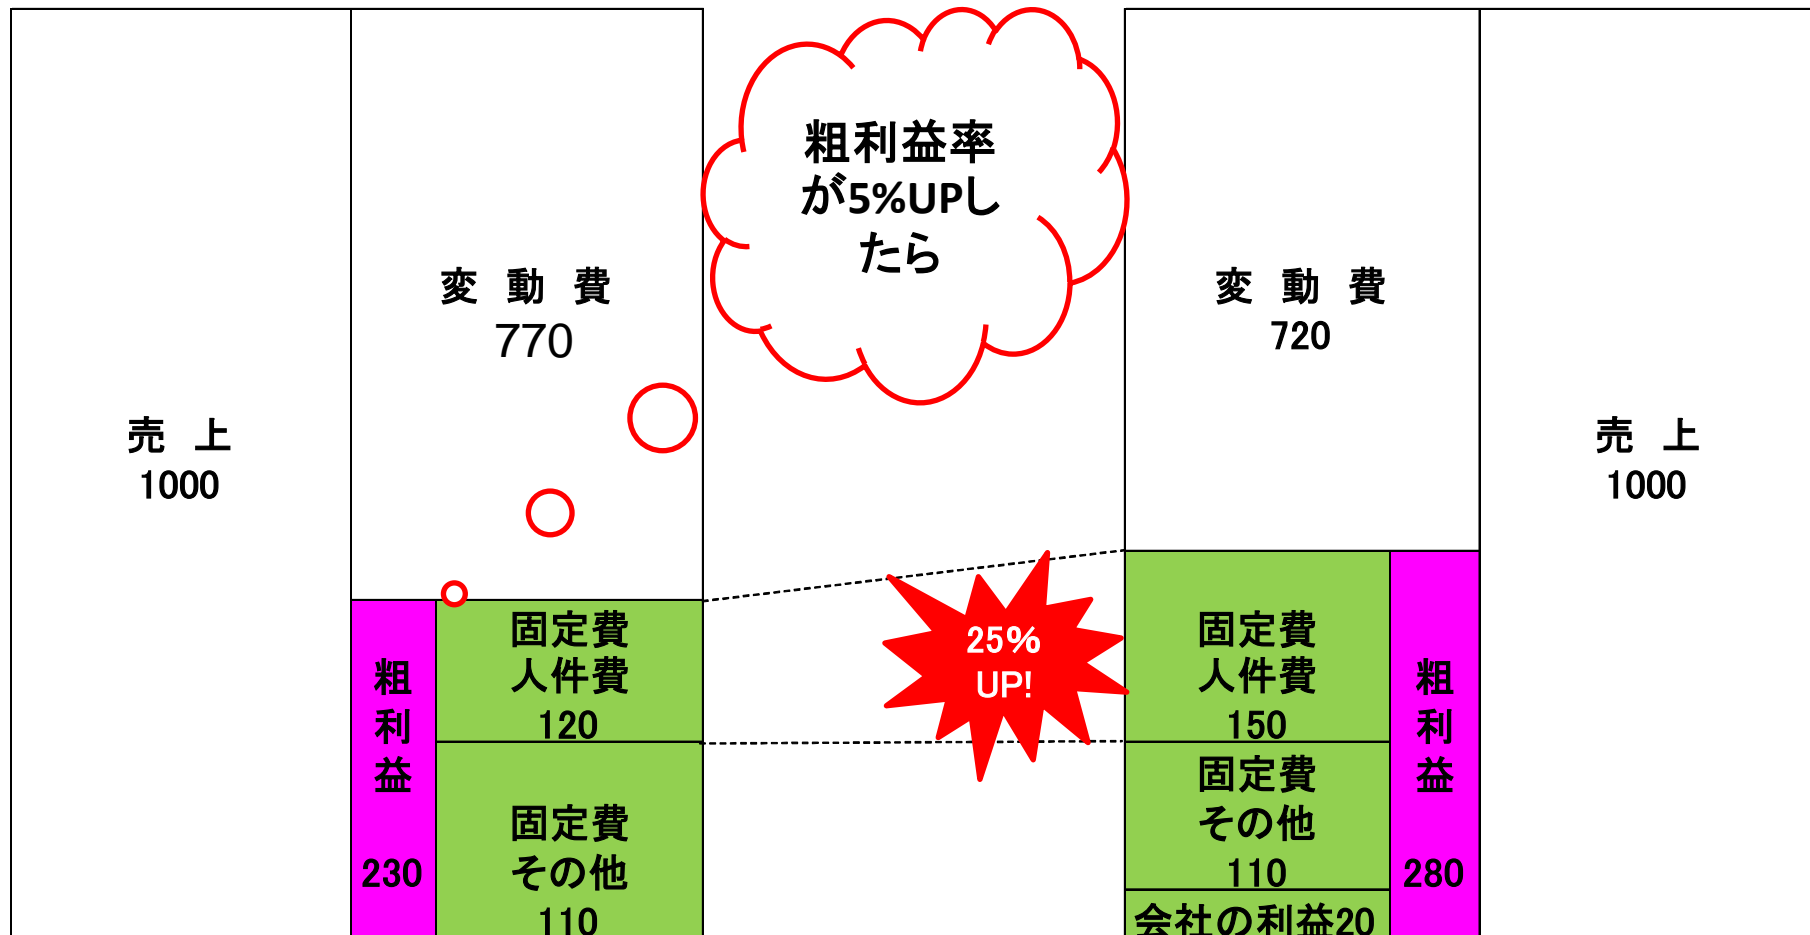 売　上
1000
変　動　費
770
粗
利
益
230
固定費
人件費
120
固定費
その他
110
粗利益率
が5%UPし
たら
25%
UP!
変　動　費
720
固定費
人件費
150
固定費
その他
110
会社の利益20
粗
利
益
280
売　上
1000